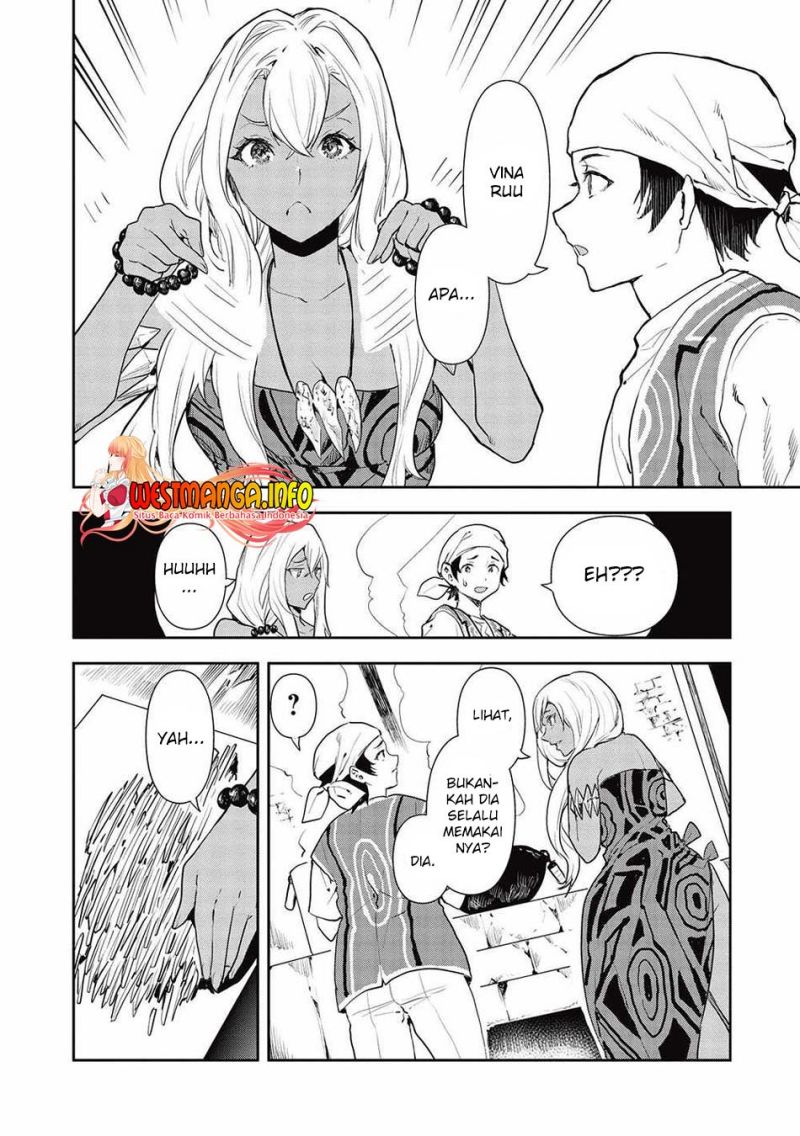 VINA
RUU
APA...
WESTMANGA.INFO
Situs Baca Komik Berbahasa Indonesia
EH???
HUUHH
...
?
LIHAT,
BUKAN-
KAH DIA
SELALU
MEMAKAI
NYA?
DIA.
YAH...